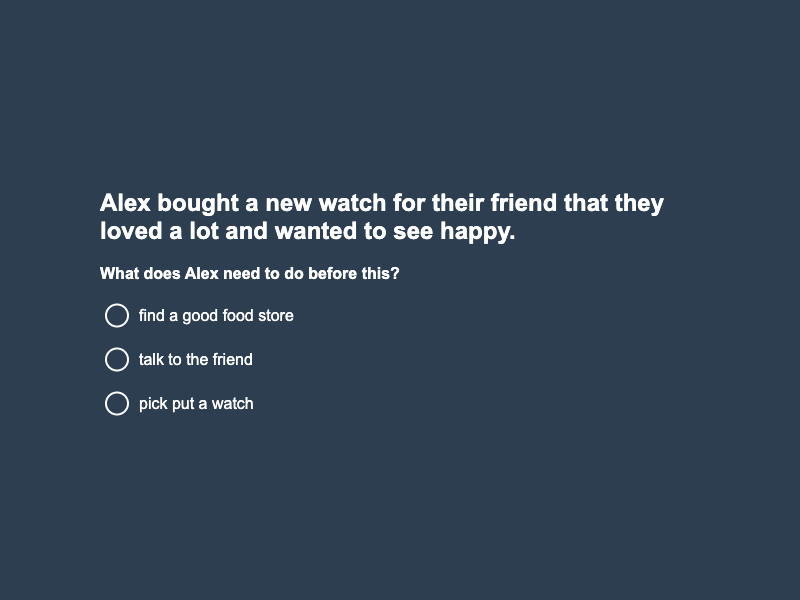 Alex bought a new watch for their friend that they
loved a lot and wanted to see happy.
What does Alex need to do before this?
find a good food store
talk to the friend
pick put a watch